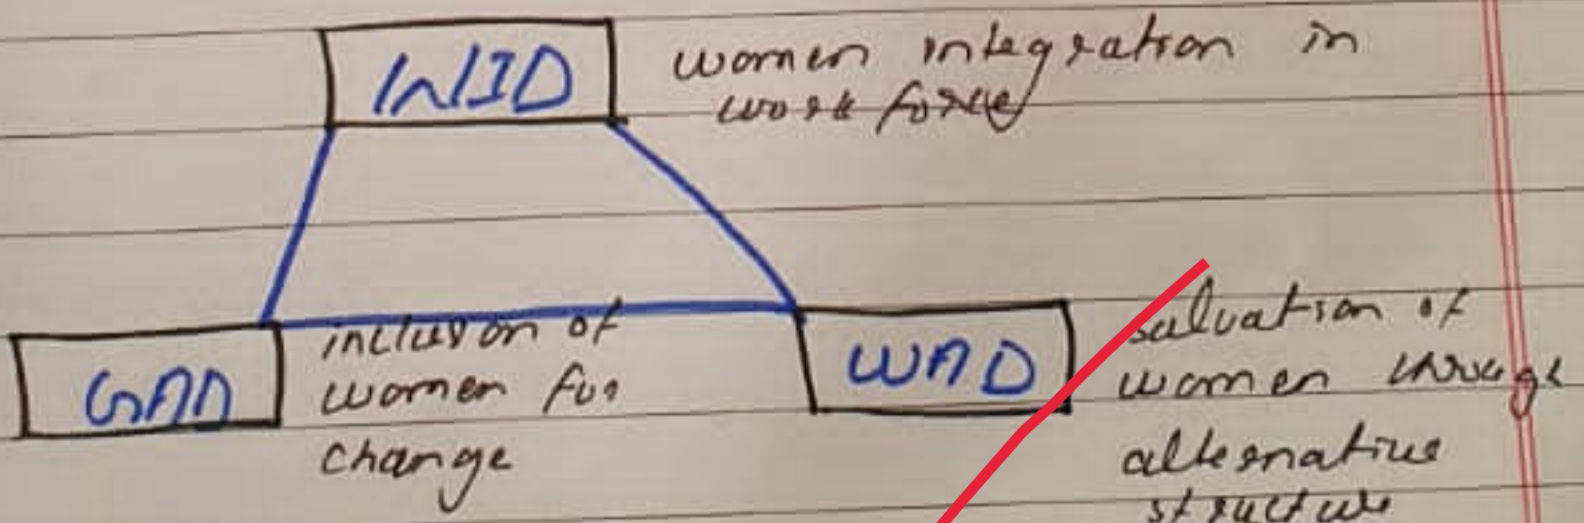 WID
women integration in
work force
GAD
inclusion of
women for
change
WAD
salvation of
women through
alternative
structure